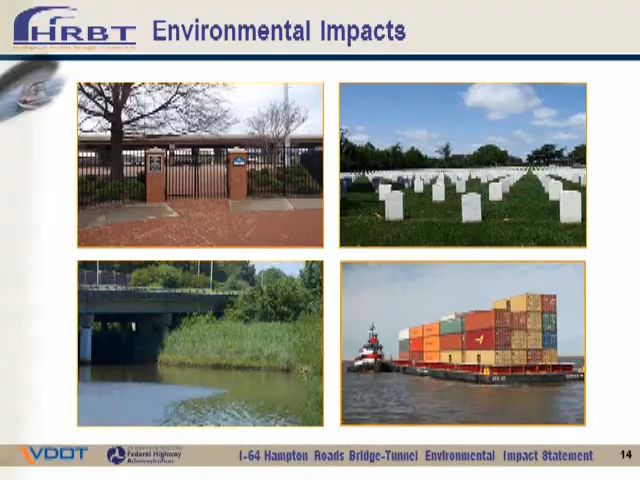 HRBT
Environmental Impacts
VDOT
Federal Highway
Administration
I-64 Hampton Roads Bridge-Tunnel Environmental Impact Statement
14